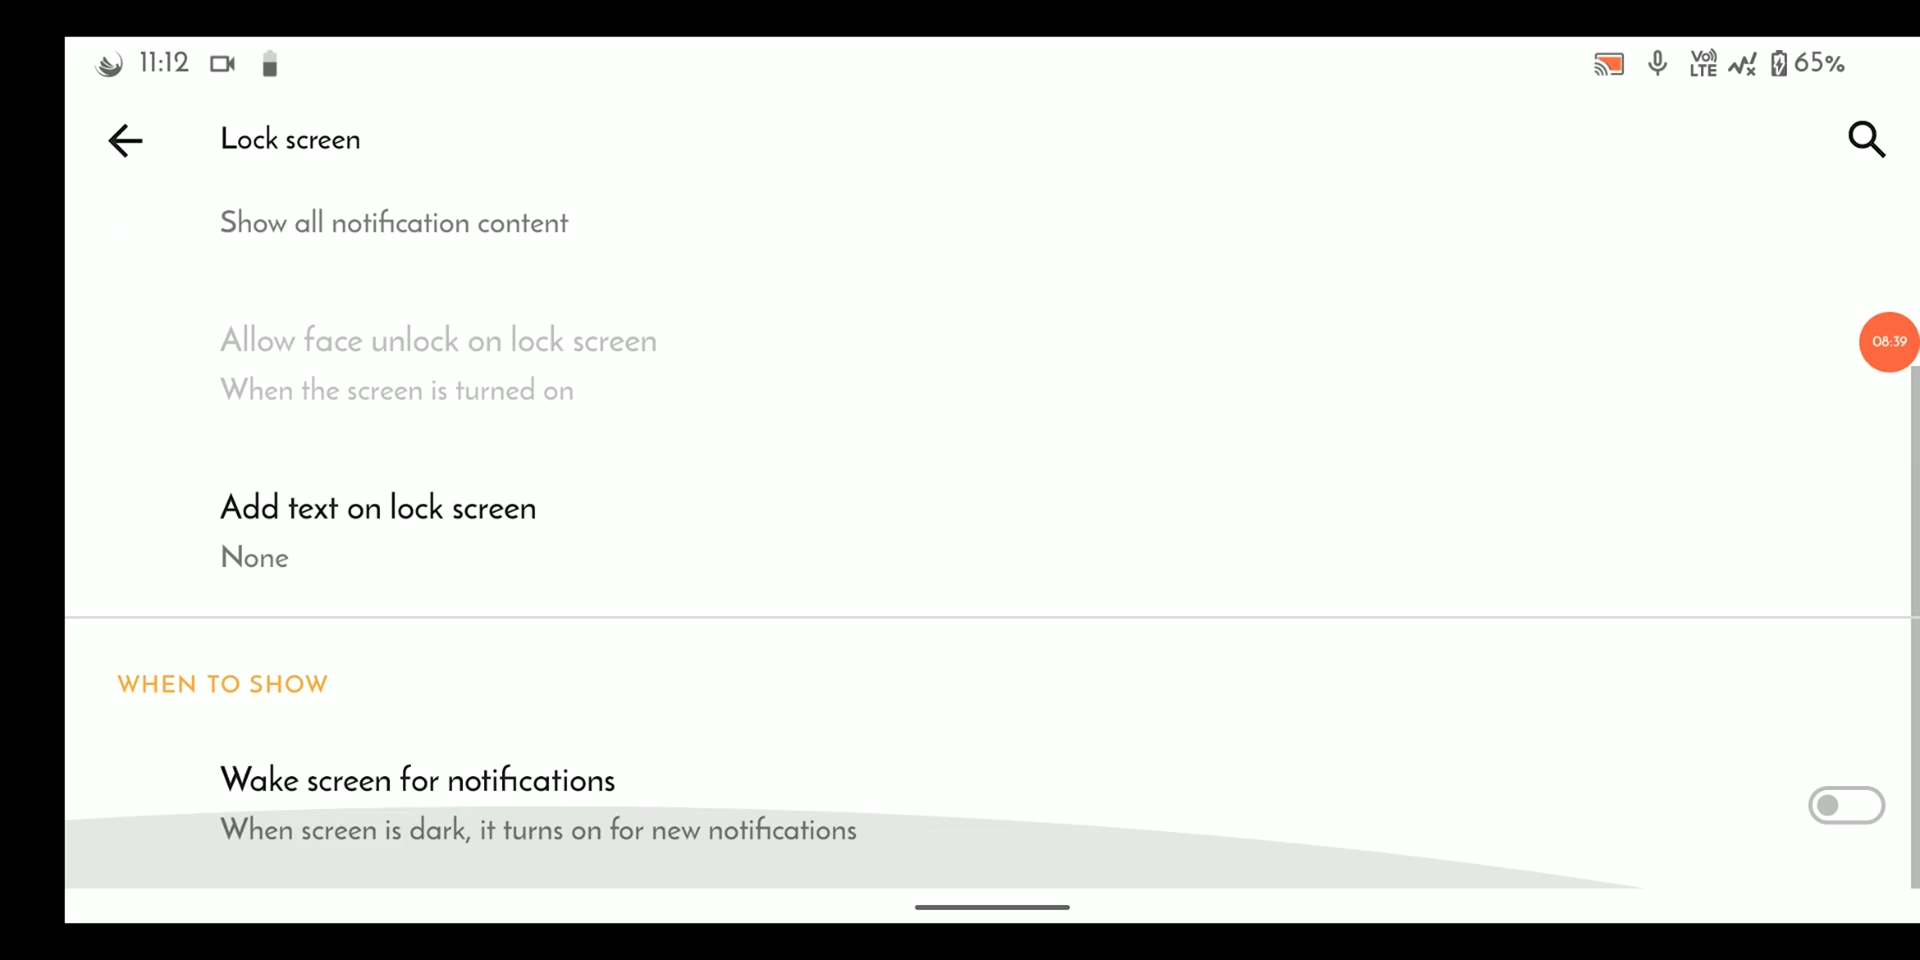 11:12
Vo)) LTE
65%
Lock screen
Show all notification content
08:39
Allow face unlock on lock screen
When the screen is turned on
Add text on lock screen
None
WHEN TO SHOW
Wake screen for notifications
When screen is dark, it turns on for new notifications